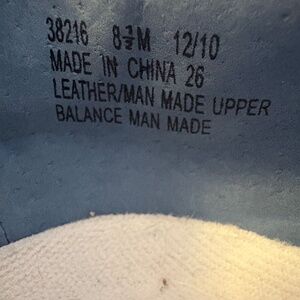 38216 8½M 12/10
MADE IN CHINA 26
LEATHER/MAN MADE UPPER
BALANCE MAN MADE